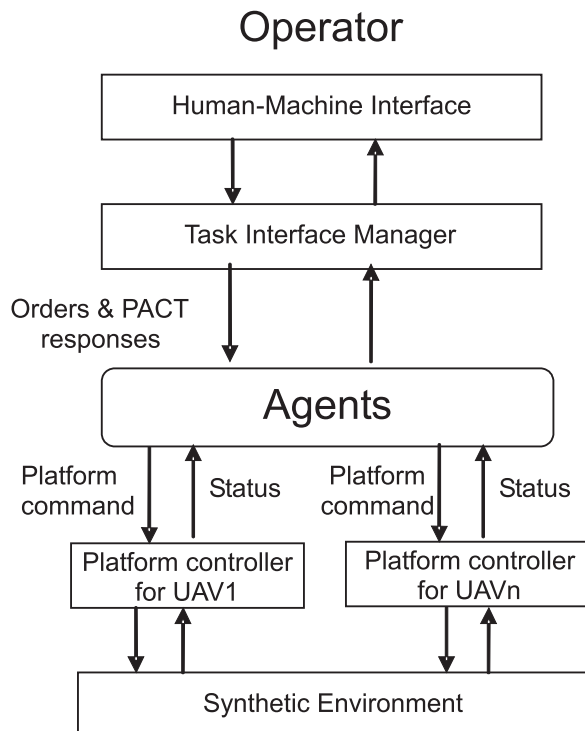 Operator
Human-Machine Interface
Task Interface Manager
Orders & PACT
responses
Agents
Platform
command
Status
Platform
command
Status
Platform controller
for UAV1
Platform controller
for UAVn
Synthetic Environment